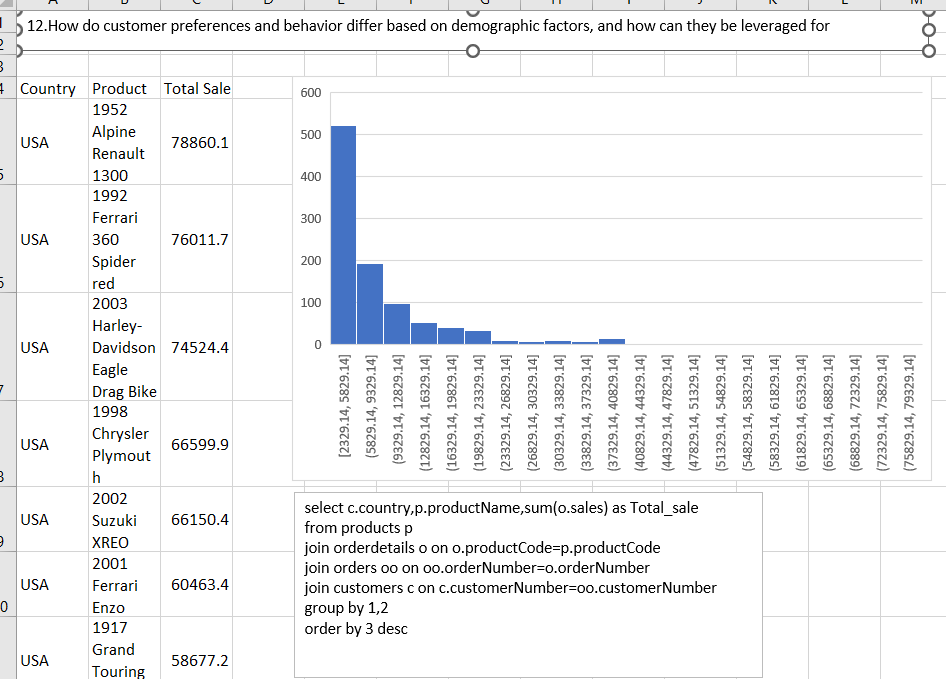 12.How do customer preferences and behavior differ based on demographic factors, and how can they be leveraged for
Country Product Total Sale
USA 1952 Alpine Renault 1300 78860.1
USA 1992 Ferrari 360 Spider red 76011.7
USA 2003 Harley-Davidson Eagle Drag Bike 74524.4
USA 1998 Chrysler Plymouth 66599.9
USA 2002 Suzuki XREO 66150.4
USA 2001 Ferrari Enzo 60463.4
USA 1917 Grand Touring 58677.2
600
500
400
300
200
100
0
[2329.14, 5829.14]
(5829.14, 9329.14]
(9329.14, 12829.14]
(12829.14, 16329.14]
(16329.14, 19829.14]
(19829.14, 23329.14]
(23329.14, 26829.14]
(26829.14, 30329.14]
(30329.14, 33829.14]
(33829.14, 37329.14]
(37329.14, 40829.14]
(40829.14, 44329.14]
(44329.14, 47829.14]
(47829.14, 51329.14]
(51329.14, 54829.14]
(54829.14, 58329.14]
(58329.14, 61829.14]
(61829.14, 65329.14]
(65329.14, 68829.14]
(68829.14, 72329.14]
(72329.14, 75829.14]
(75829.14, 79329.14]
select c.country,p.productName,sum(o.sales) as Total_sale
from products p
join orderdetails o on o.productCode=p.productCode
join orders oo on oo.orderNumber=o.orderNumber
join customers c on c.customerNumber=oo.customerNumber
group by 1,2
order by 3 desc